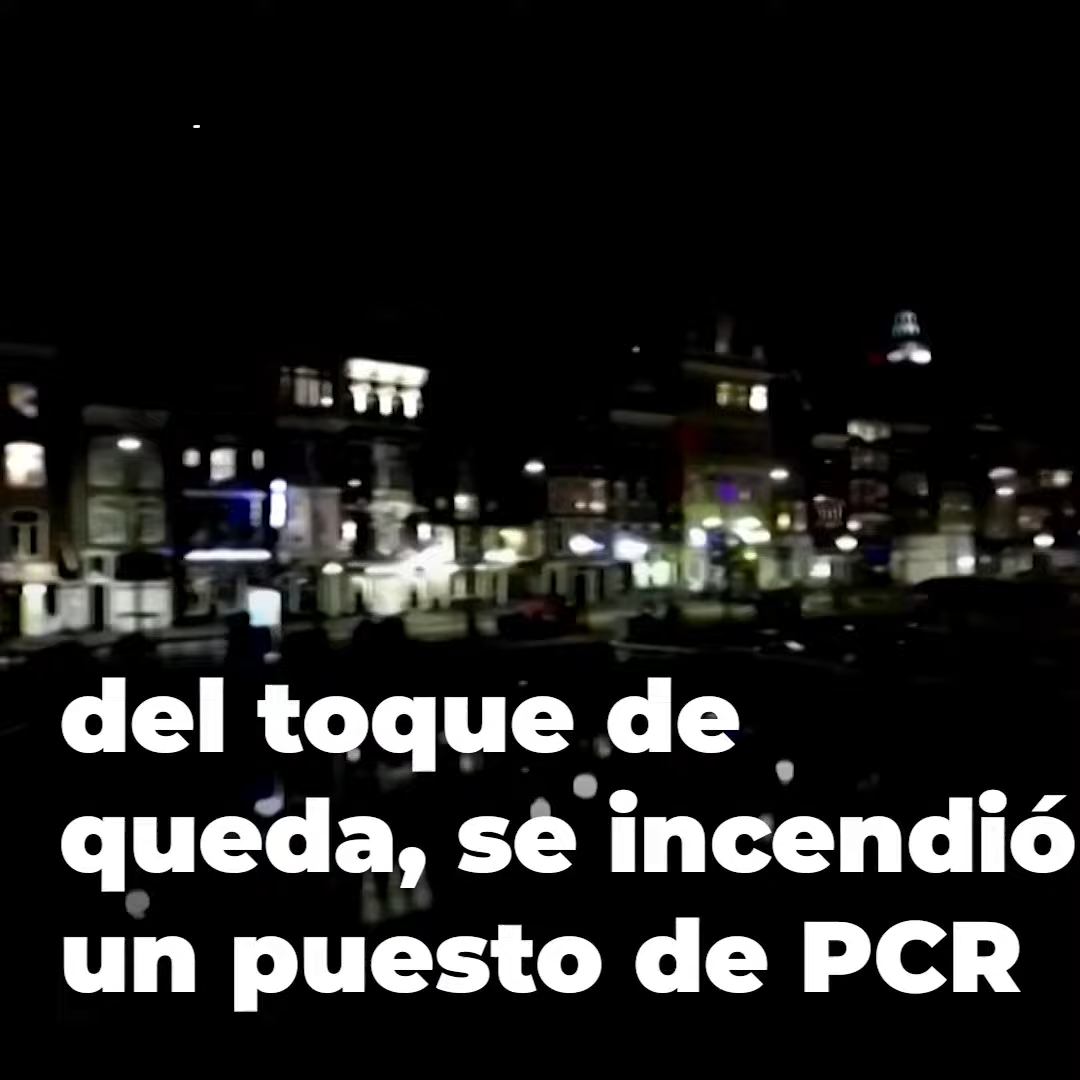 del toque de
queda, se incendió
un puesto de PCR